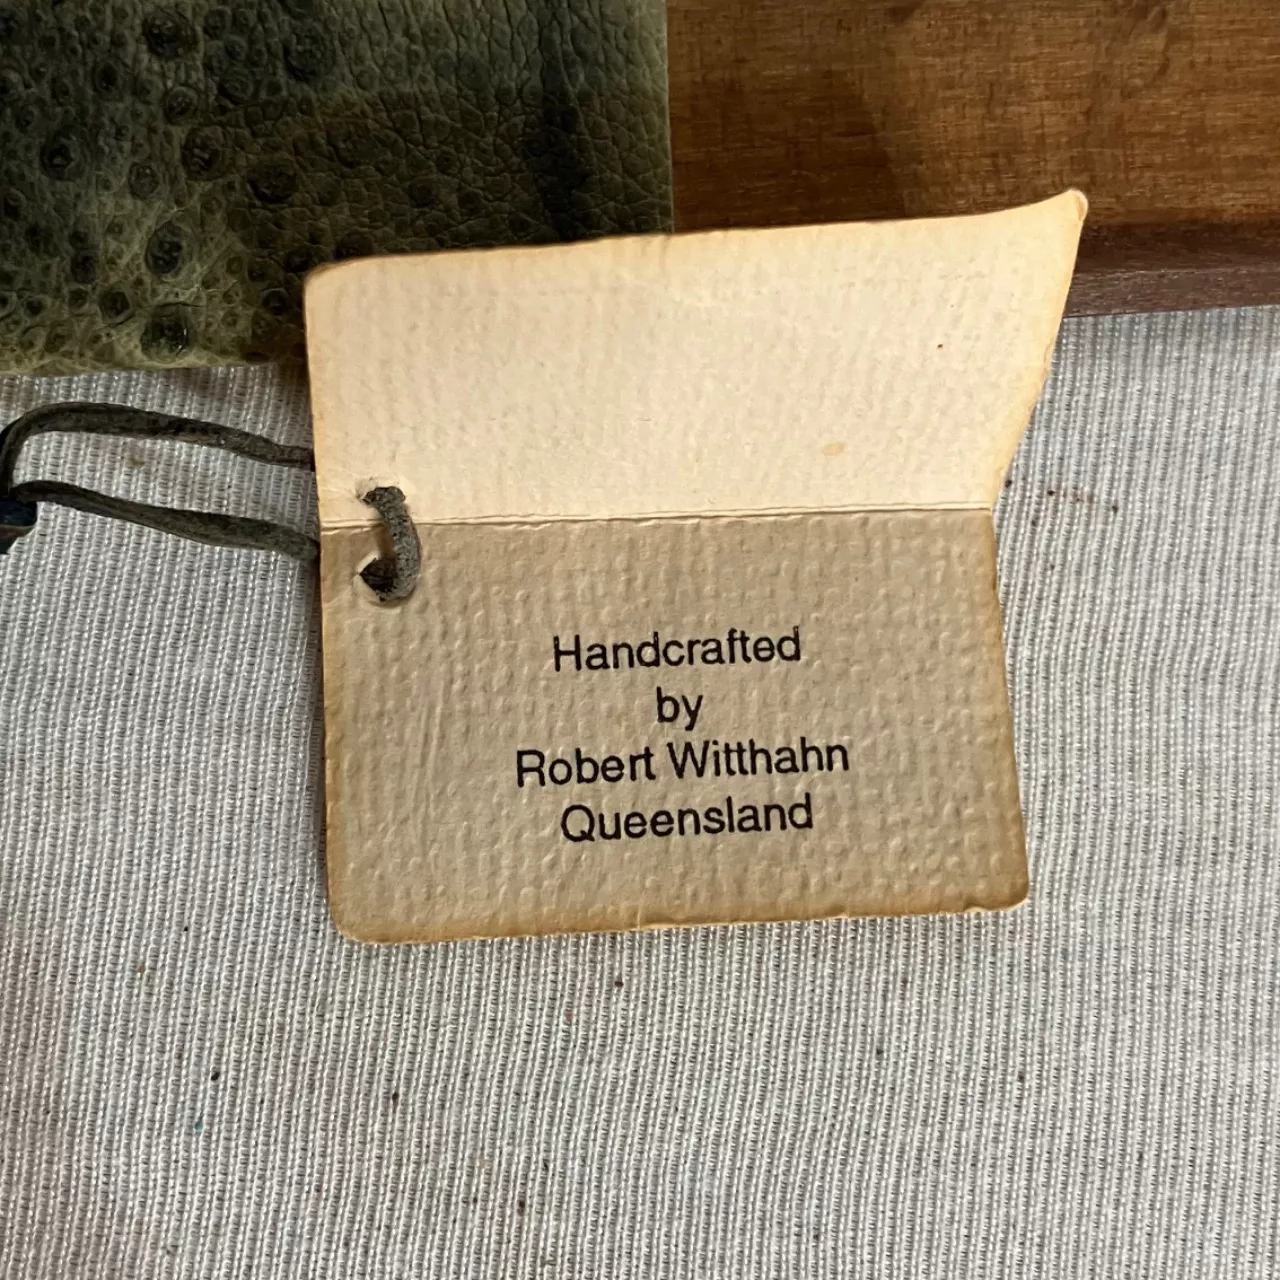 Handcrafted
by
Robert Witthahn
Queensland